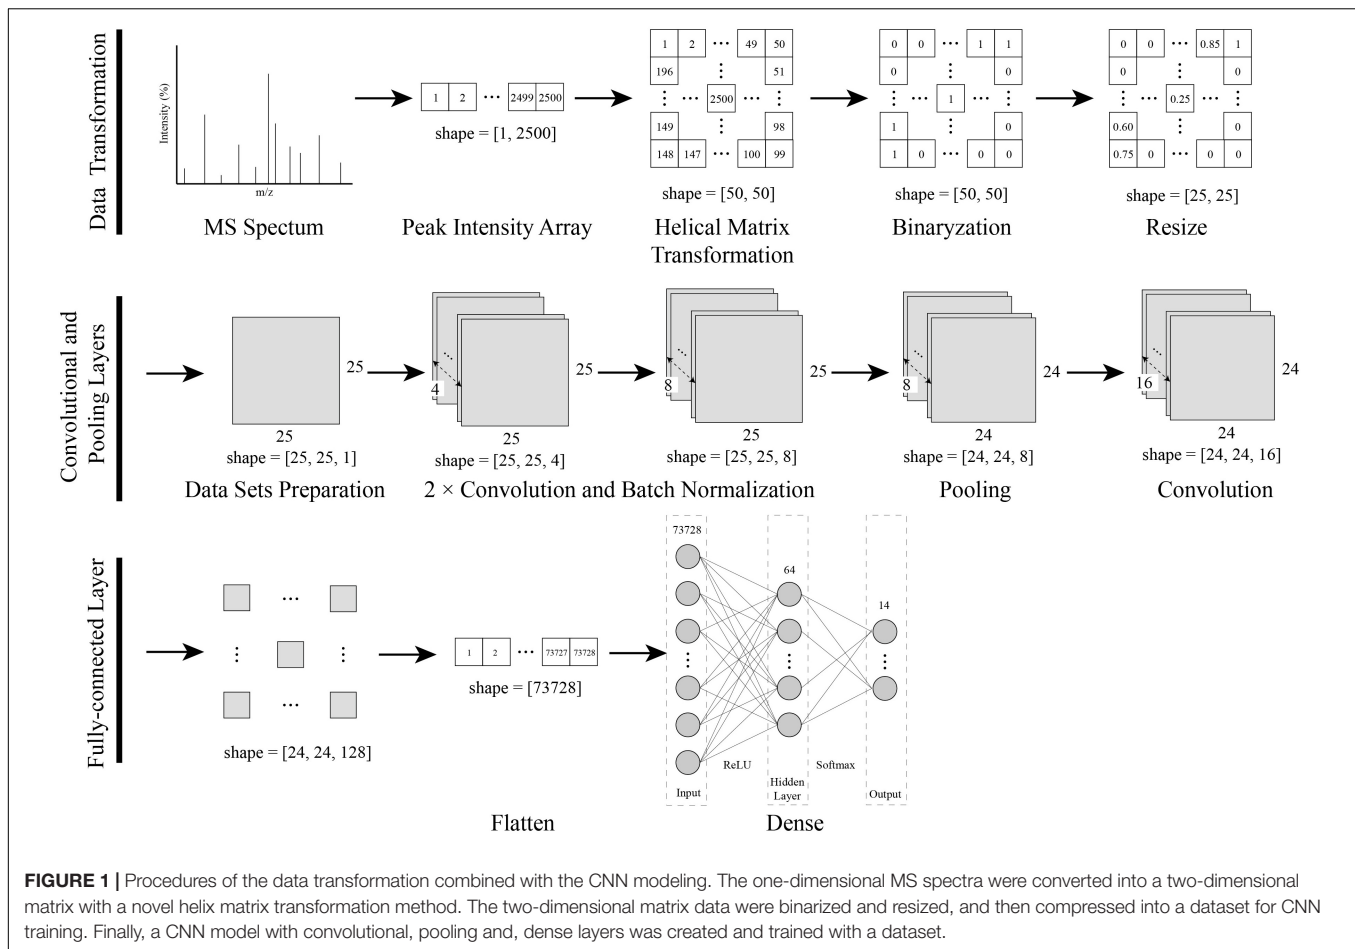 Data Transformation
Intensity (%)
m/z
MS Spectum
1 2 ··· 2499 2500
shape = [1, 2500]
Peak Intensity Array
1 2 ··· 49 50
196 ⋮ 51
⋮ ··· 2500 ··· ⋮
149 ⋮ 98
148 147 ··· 100 99
shape = [50, 50]
Helical Matrix
Transformation
0 0 ··· 1 1
0 ⋮ 0
⋮ ··· 1 ··· ⋮
1 ⋮ 0
1 0 ··· 0 0
shape = [50, 50]
Binaryzation
0 0 ··· 0.85 1
0 ⋮ 0
⋮ ··· 0.25 ··· ⋮
0.60 ⋮ 0
0.75 0 ··· 0 0
shape = [25, 25]
Resize
Convolutional and
Pooling Layers
25
25
shape = [25, 25, 1]
Data Sets Preparation
···
4
25
25
shape = [25, 25, 4]
···
8
25
25
shape = [25, 25, 8]
2 × Convolution and Batch Normalization
···
8
24
24
shape = [24, 24, 8]
Pooling
···
16
24
24
shape = [24, 24, 16]
Convolution
Fully-connected Layer
···
⋮ ⋮
···
shape = [24, 24, 128]
1 2 ··· 73727 73728
shape = [73728]
Flatten
73728
64
14
ReLU
Softmax
Input
Hidden
Layer
Output
Dense
FIGURE 1 | Procedures of the data transformation combined with the CNN modeling. The one-dimensional MS spectra were converted into a two-dimensional
matrix with a novel helix matrix transformation method. The two-dimensional matrix data were binarized and resized, and then compressed into a dataset for CNN
training. Finally, a CNN model with convolutional, pooling and, dense layers was created and trained with a dataset.